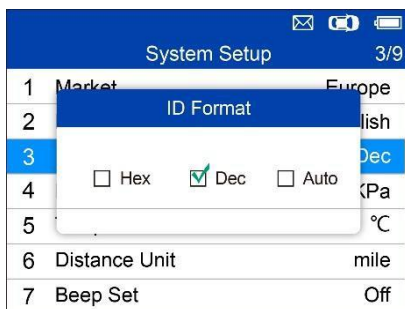 System Setup 3/9
1 Market Europe
ID Format
2 lish
3 Dec
Hex Dec Auto
4 KPa
5 °C
6 Distance Unit mile
7 Beep Set Off